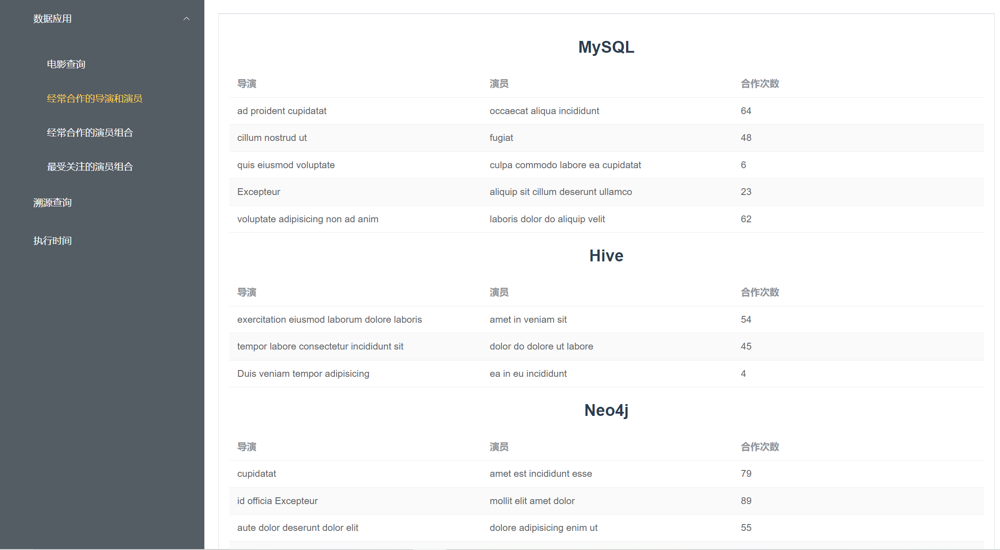 数据应用
电影查询
经常合作的导演和演员
经常合作的演员组合
最受关注的演员组合
溯源查询
执行时间
MySQL
导演 演员 合作次数
ad proident cupidatat occaecat aliqua incididunt 64
cillum nostrud ut fugiat 48
quis eiusmod voluptate culpa commodo labore ea cupidatat 6
Excepteur aliquip sit cillum deserunt ullamco 23
voluptate adipisicing non ad anim laboris dolor do aliquip velit 62
Hive
导演 演员 合作次数
exercitation eiusmod laborum dolore laboris amet in veniam sit 54
tempor labore consectetur incididunt sit dolor do dolore ut labore 45
Duis veniam tempor adipisicing ea in eu incididunt 4
Neo4j
导演 演员 合作次数
cupidatat amet est incididunt esse 79
id officia Excepteur mollit elit amet dolor 89
aute dolor deserunt dolor elit dolore adipisicing enim ut 55